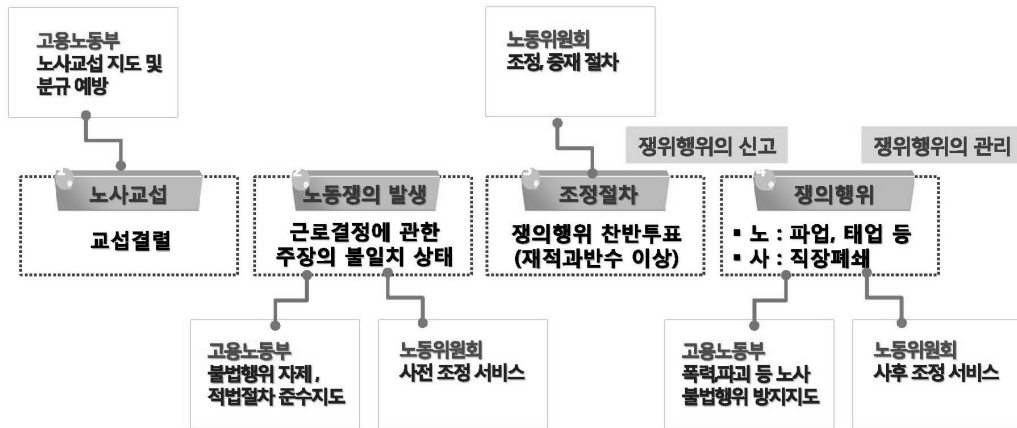 고용노동부
노사교섭 지도 및
분규 예방
노동위원회
조정, 중재 절차
쟁위행위의 신고
쟁위행위의 관리
1
노사교섭
교섭결렬
2
노동쟁의 발생
근로결정에 관한
주장의 불일치 상태
3
조정절차
쟁의행위 찬반투표
(재적과반수 이상)
4
쟁의행위
▪ 노 : 파업, 태업 등
▪ 사 : 직장폐쇄
고용노동부
불법행위 자제,
적법절차 준수지도
노동위원회
사전 조정 서비스
고용노동부
폭력,파괴 등 노사
불법행위 방지지도
노동위원회
사후 조정 서비스